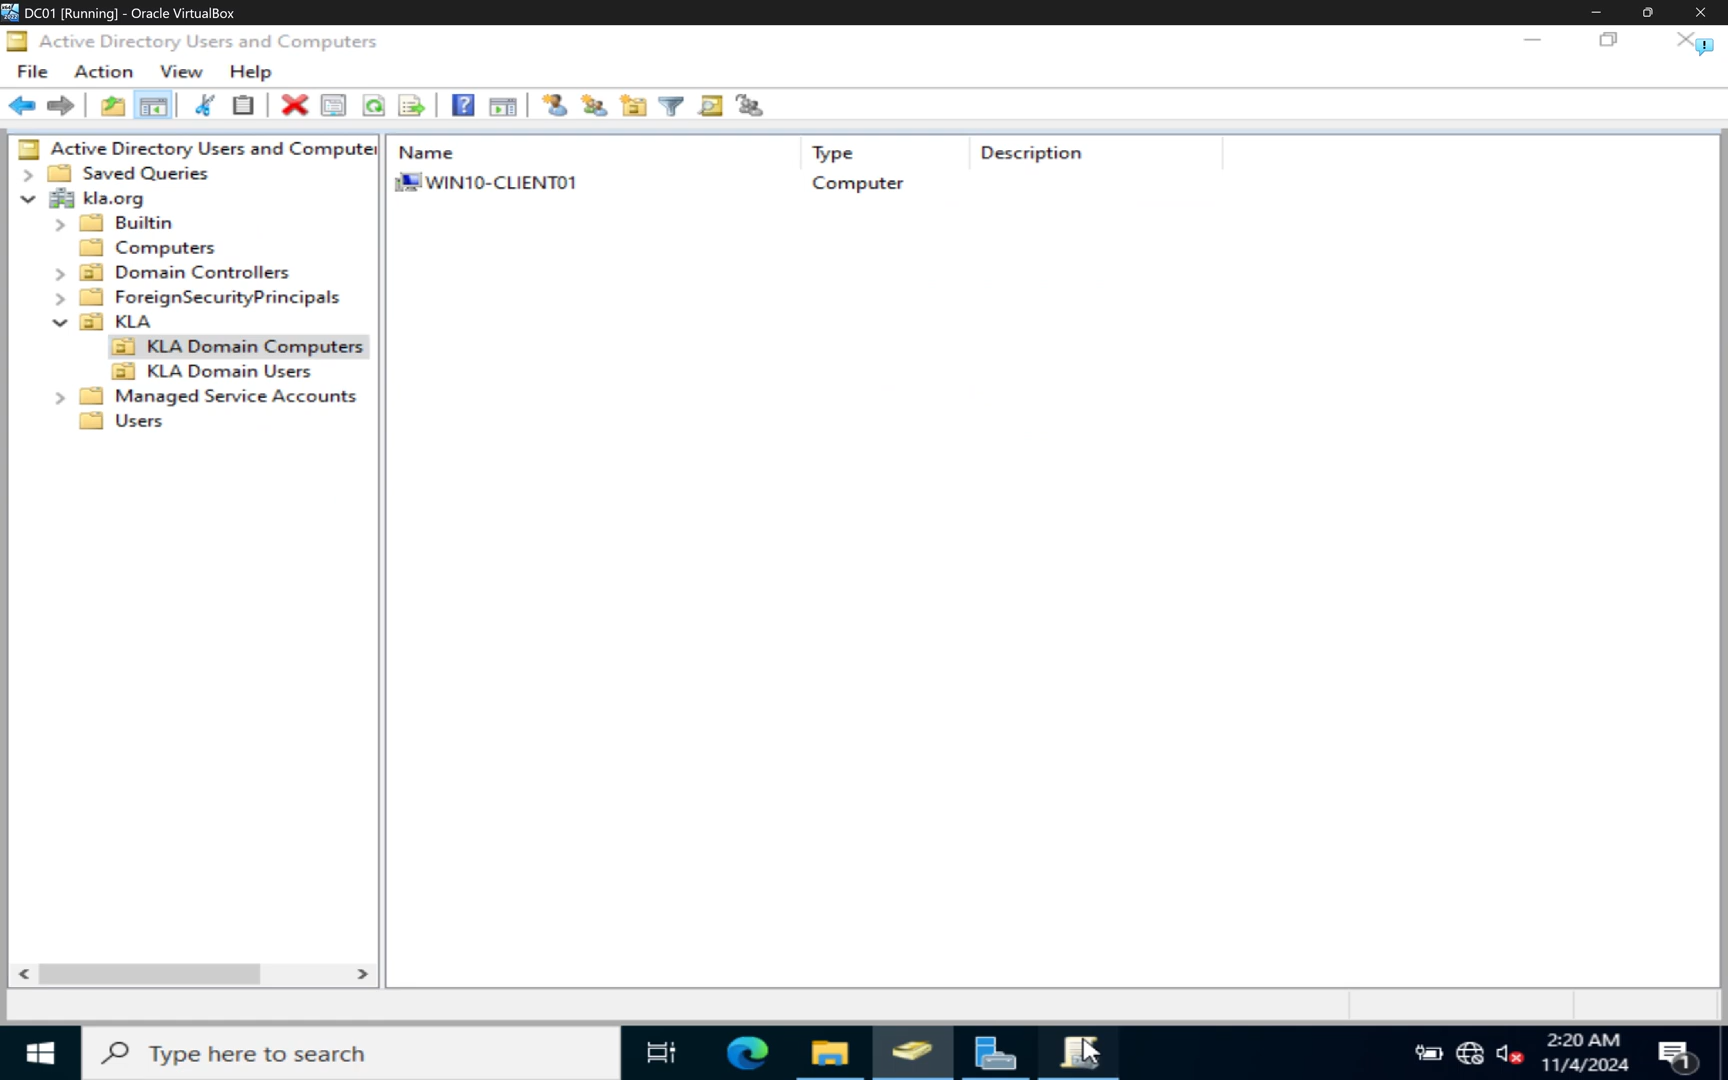 DC01 [Running] - Oracle VirtualBox
Active Directory Users and Computers
File Action View Help
Active Directory Users and Computer
Name Type Description
Saved Queries
WIN10-CLIENT01 Computer
kla.org
Builtin
Computers
Domain Controllers
ForeignSecurityPrincipals
KLA
KLA Domain Computers
KLA Domain Users
Managed Service Accounts
Users
Type here to search
2:20 AM
11/4/2024
1